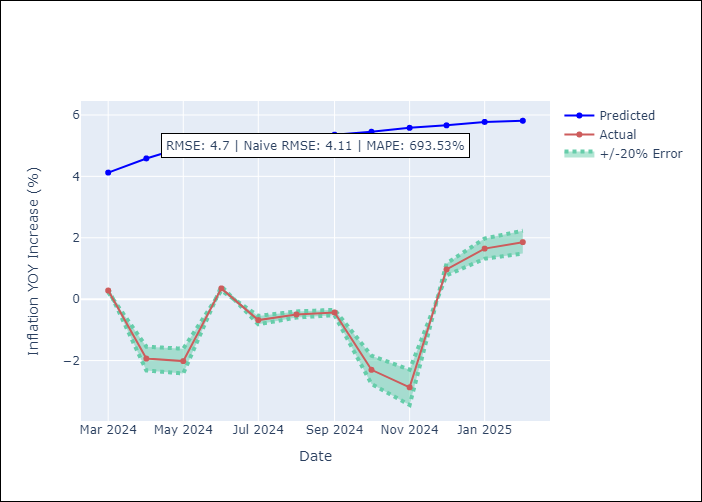 6
4
2
0
−2
RMSE: 4.7 | Naive RMSE: 4.11 | MAPE: 693.53%
Predicted
Actual
+/-20% Error
Inflation YOY Increase (%)
Mar 2024
May 2024
Jul 2024
Sep 2024
Nov 2024
Jan 2025
Date